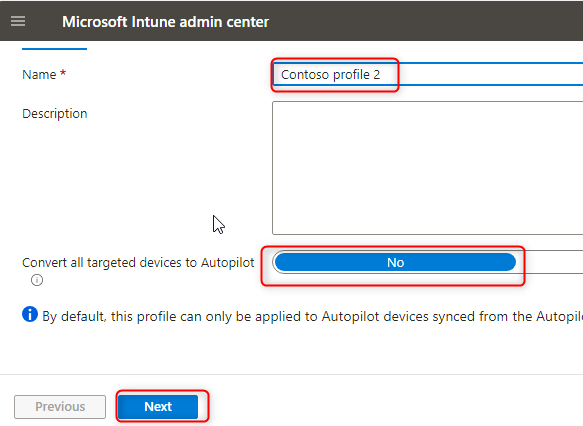 Microsoft Intune admin center
Name *
Contoso profile 2
Description
Convert all targeted devices to Autopilot
No
By default, this profile can only be applied to Autopilot devices synced from the
Previous
Next